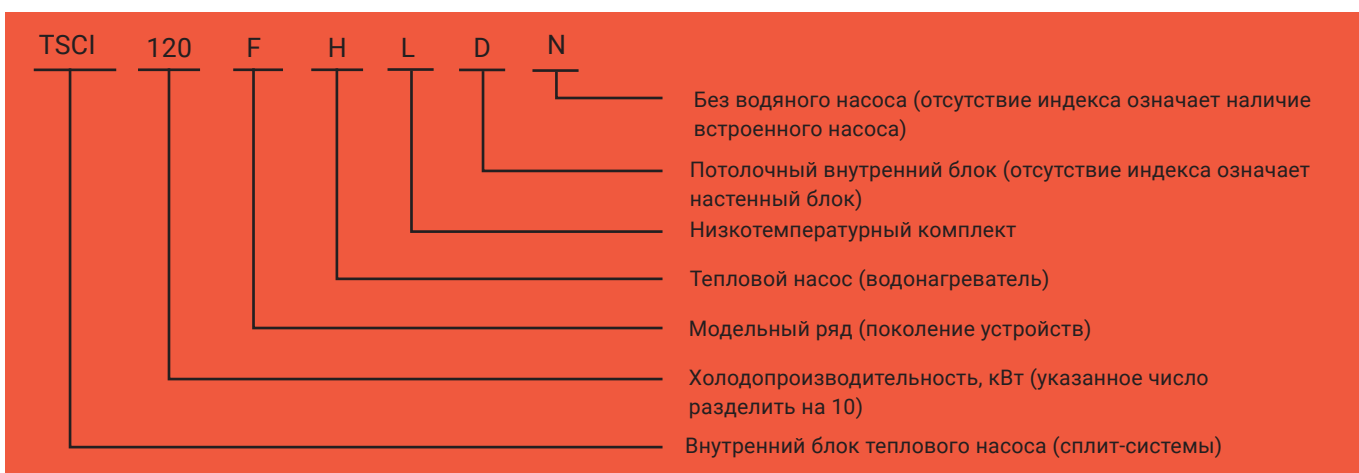 TSCI 120 F H L D N
Без водяного насоса (отсутствие индекса означает наличие
встроенного насоса)
Потолочный внутренний блок (отсутствие индекса означает
настенный блок)
Низкотемпературный комплект
Тепловой насос (водонагреватель)
Модельный ряд (поколение устройств)
Холодопроизводительность, кВт (указанное число
разделить на 10)
Внутренний блок теплового насоса (сплит-системы)